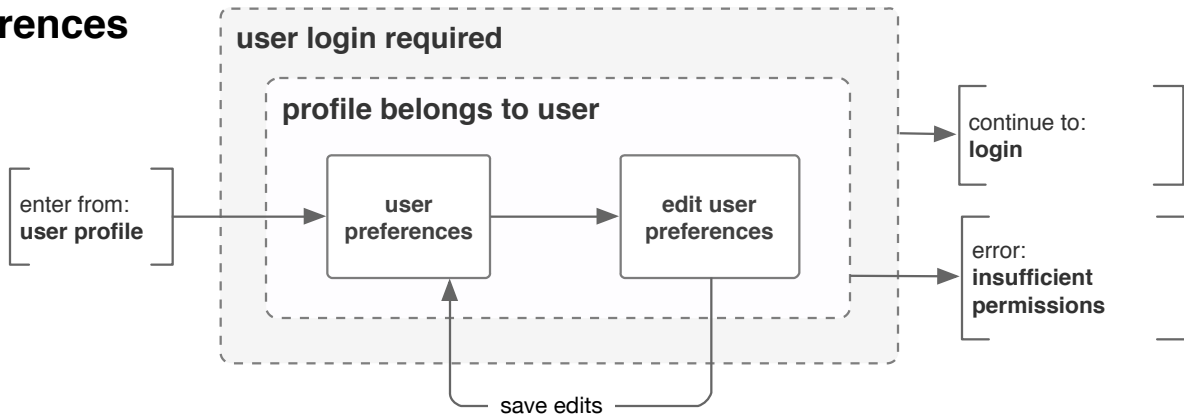 rences
user login required
profile belongs to user
enter from:
user profile
user
preferences
edit user
preferences
continue to:
login
error:
insufficient
permissions
save edits